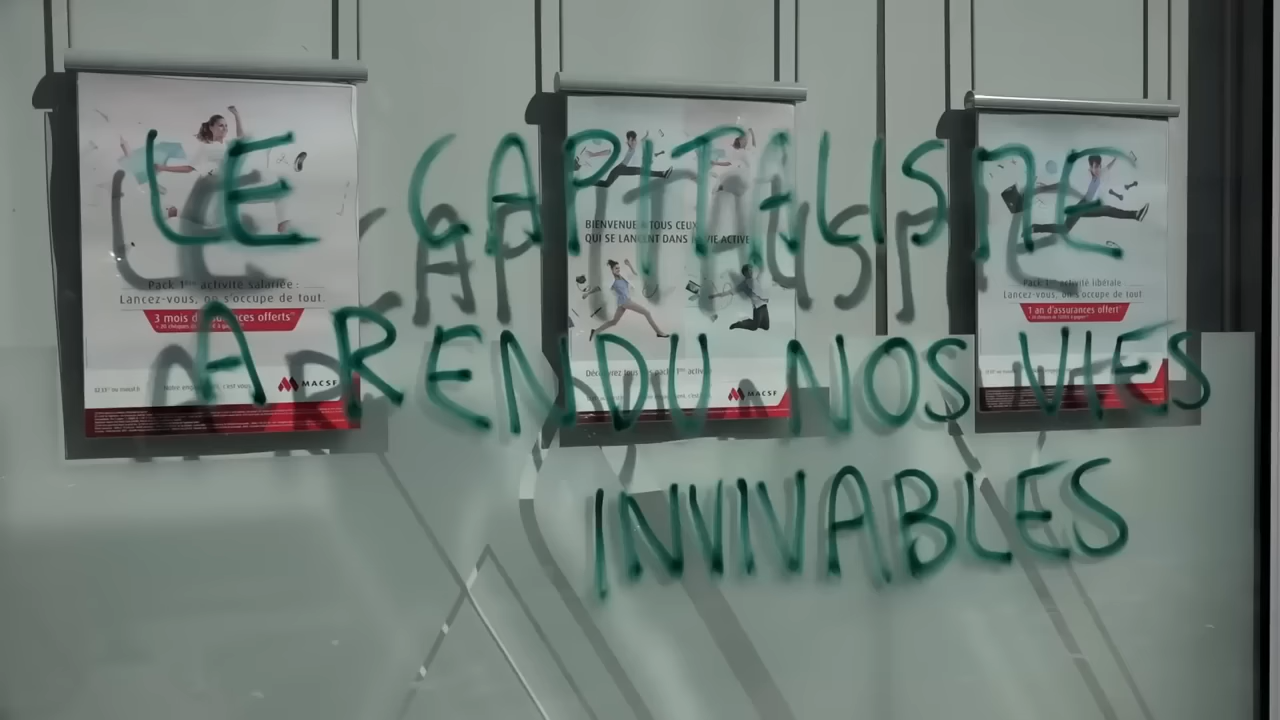 LE CAPITALISME
A RENDU NOS VIES
INVIVABLES
Pack 1ère activité salariée :
Lancez-vous, on s'occupe de tout.
3 mois d'assurances offerts
MACSF
BIENVENUE À TOUS CEUX
QUI SE LANCENT DANS LA VIE ACTIVE
MACSF
Pack 1ère activité libérale :
Lancez-vous, on s'occupe de tout
1 an d'assurances offert